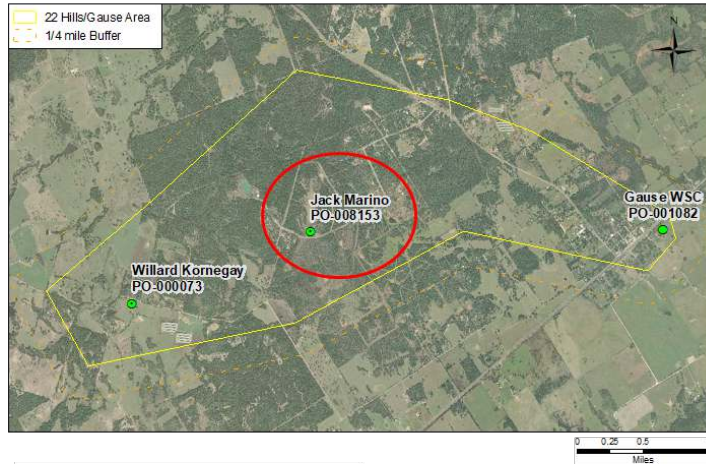 22 Hills/Gause Area
1/4 mile Buffer
N
Jack Marino
PO-008153
Gause WSC
PO-001082
Willard Kornegay
PO-000073
0 0.25 0.5
Miles